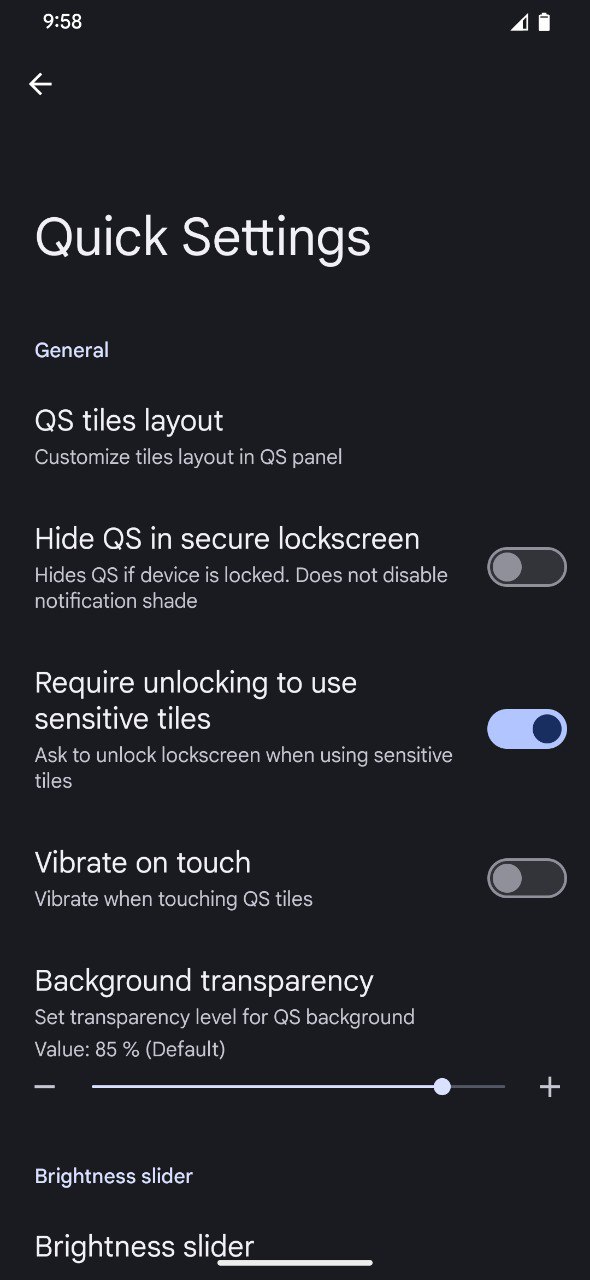 9:58
Quick Settings
General
QS tiles layout
Customize tiles layout in QS panel
Hide QS in secure lockscreen
Hides QS if device is locked. Does not disable
notification shade
Require unlocking to use
sensitive tiles
Ask to unlock lockscreen when using sensitive
tiles
Vibrate on touch
Vibrate when touching QS tiles
Background transparency
Set transparency level for QS background
Value: 85 % (Default)
Brightness slider
Brightness slider